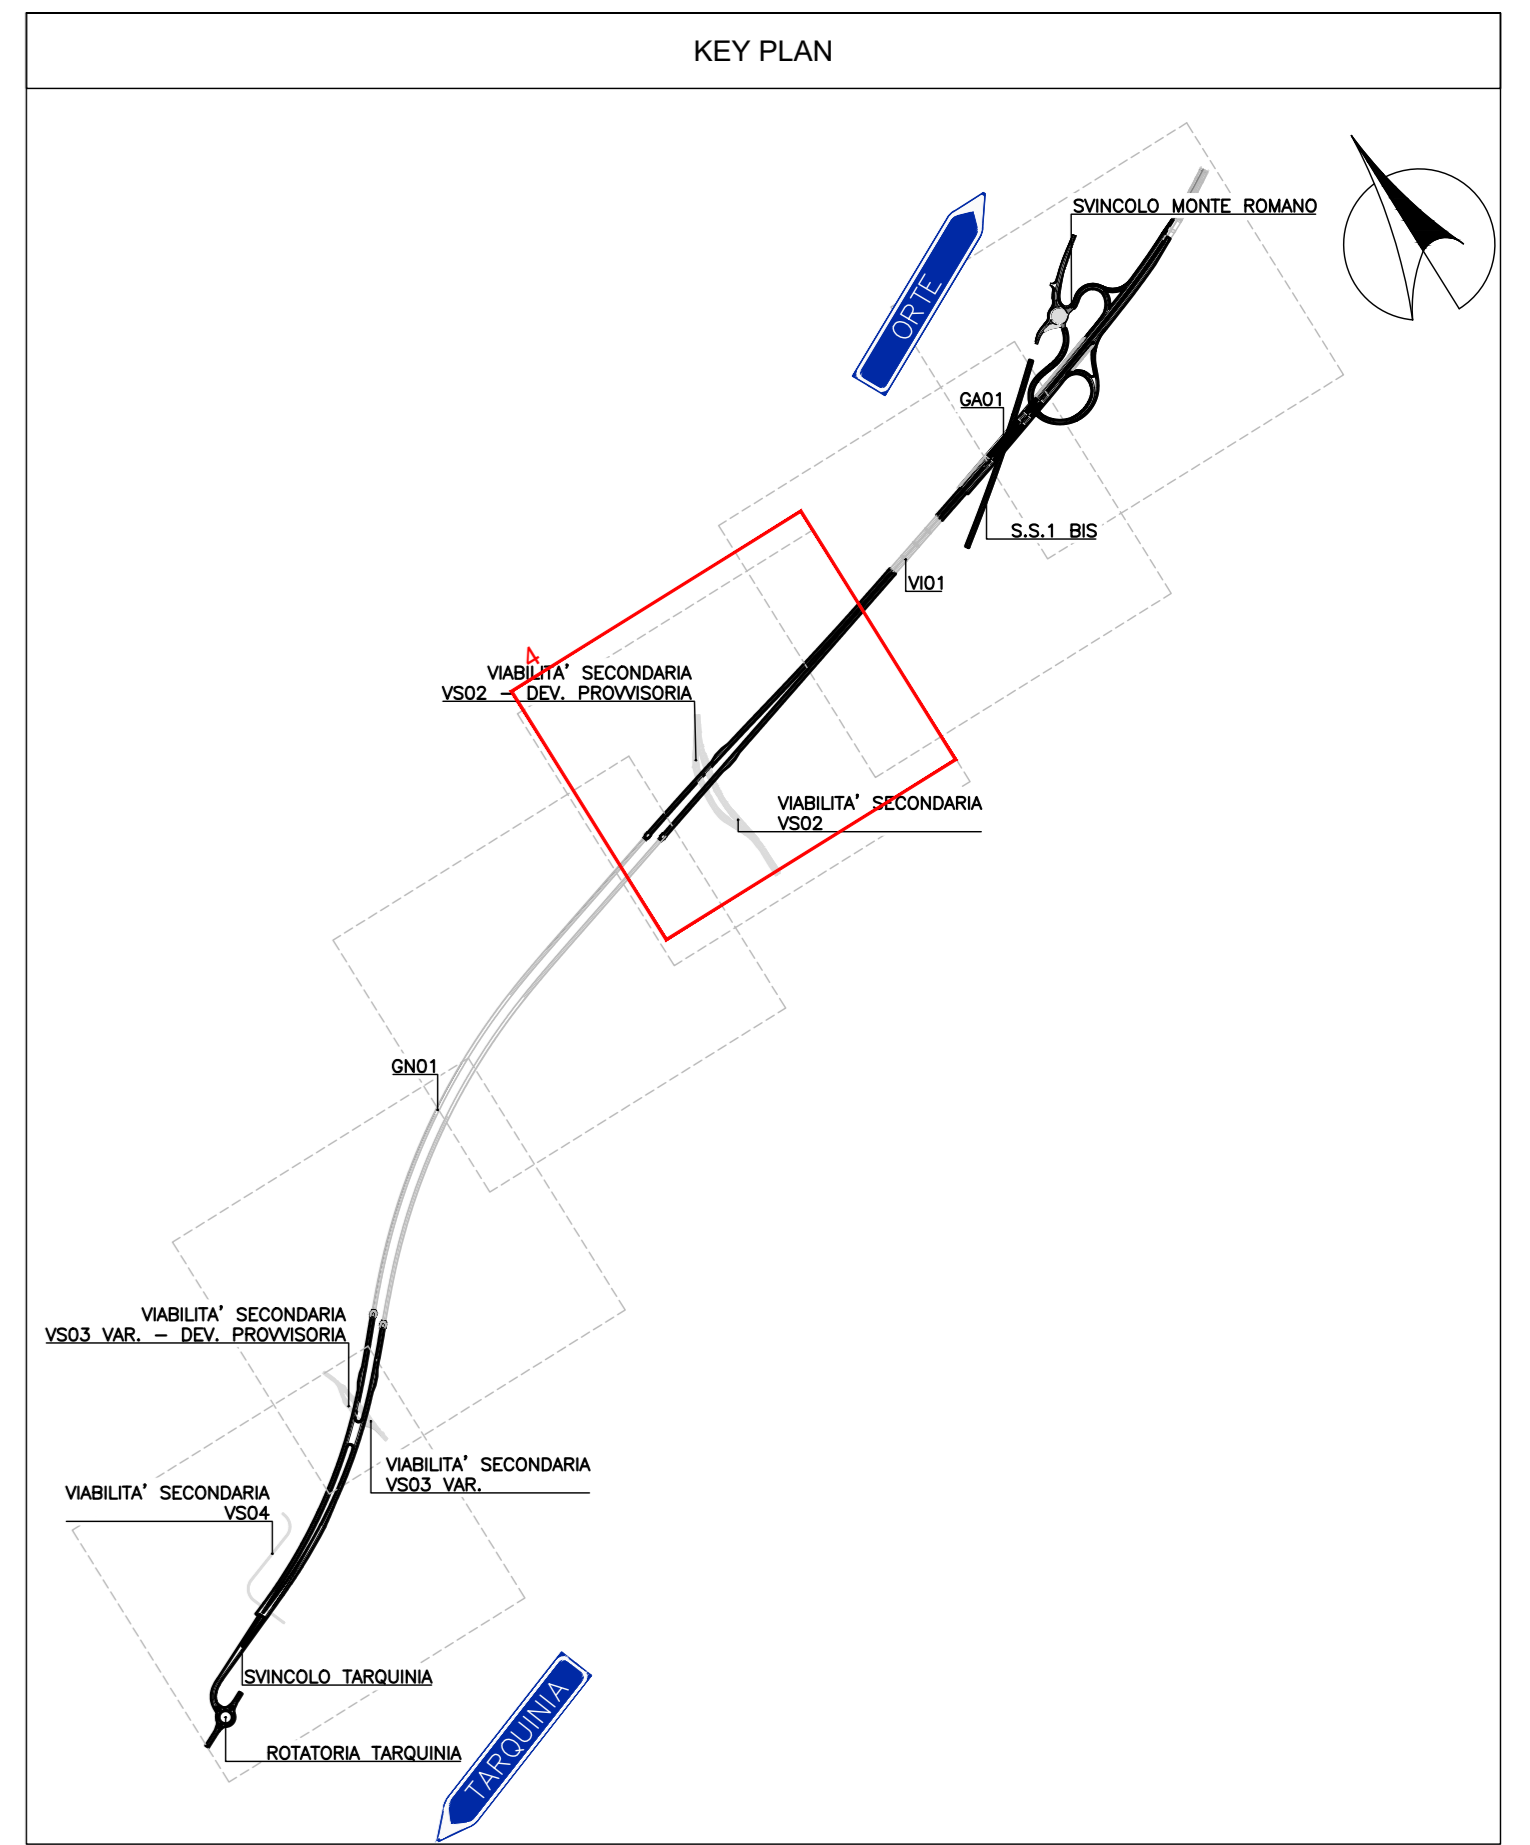 KEY PLAN
SVINCOLO MONTE ROMANO
ORTE
GA01
S.S.1 BIS
VI01
4
VIABILITA' SECONDARIA
VS02 - DEV. PROVVISORIA
VIABILITA' SECONDARIA
VS02
GN01
VIABILITA' SECONDARIA
VS03 VAR. - DEV. PROVVISORIA
VIABILITA' SECONDARIA
VS03 VAR.
VIABILITA' SECONDARIA
VS04
SVINCOLO TARQUINIA
TARQUINIA
ROTATORIA TARQUINIA